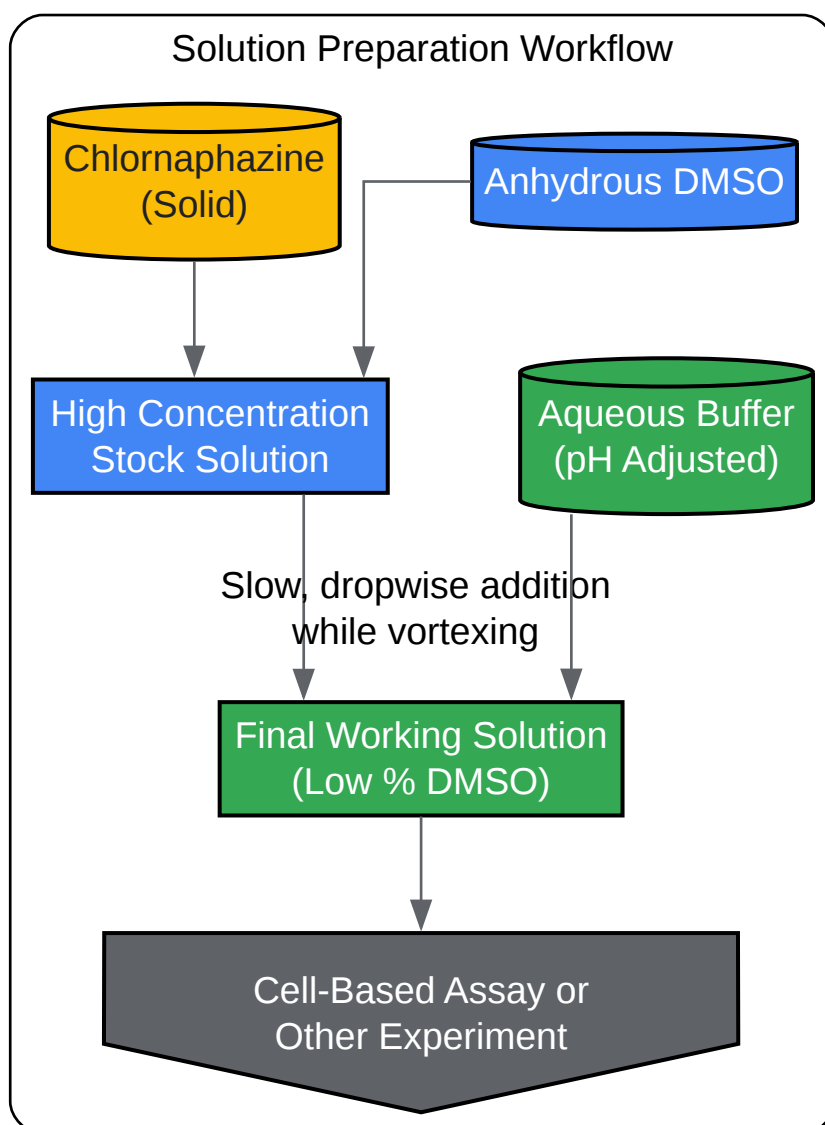 Solution Preparation Workflow
Chlornaphazine
(Solid)
Anhydrous DMSO
High Concentration
Stock Solution
Aqueous Buffer
(pH Adjusted)
Slow, dropwise addition
while vortexing
Final Working Solution
(Low % DMSO)
Cell-Based Assay or
Other Experiment